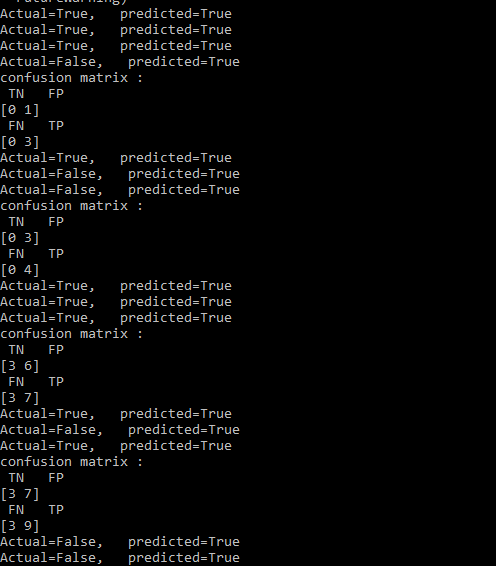 FutureWarning)
Actual=True,   predicted=True
Actual=True,   predicted=True
Actual=True,   predicted=True
Actual=False,   predicted=True
confusion matrix :
 TN   FP
[0 1]
 FN   TP
[0 3]
Actual=True,   predicted=True
Actual=False,   predicted=True
Actual=False,   predicted=True
confusion matrix :
 TN   FP
[0 3]
 FN   TP
[0 4]
Actual=True,   predicted=True
Actual=True,   predicted=True
Actual=True,   predicted=True
confusion matrix :
 TN   FP
[3 6]
 FN   TP
[3 7]
Actual=True,   predicted=True
Actual=False,   predicted=True
Actual=True,   predicted=True
confusion matrix :
 TN   FP
[3 7]
 FN   TP
[3 9]
Actual=False,   predicted=True
Actual=False,   predicted=True